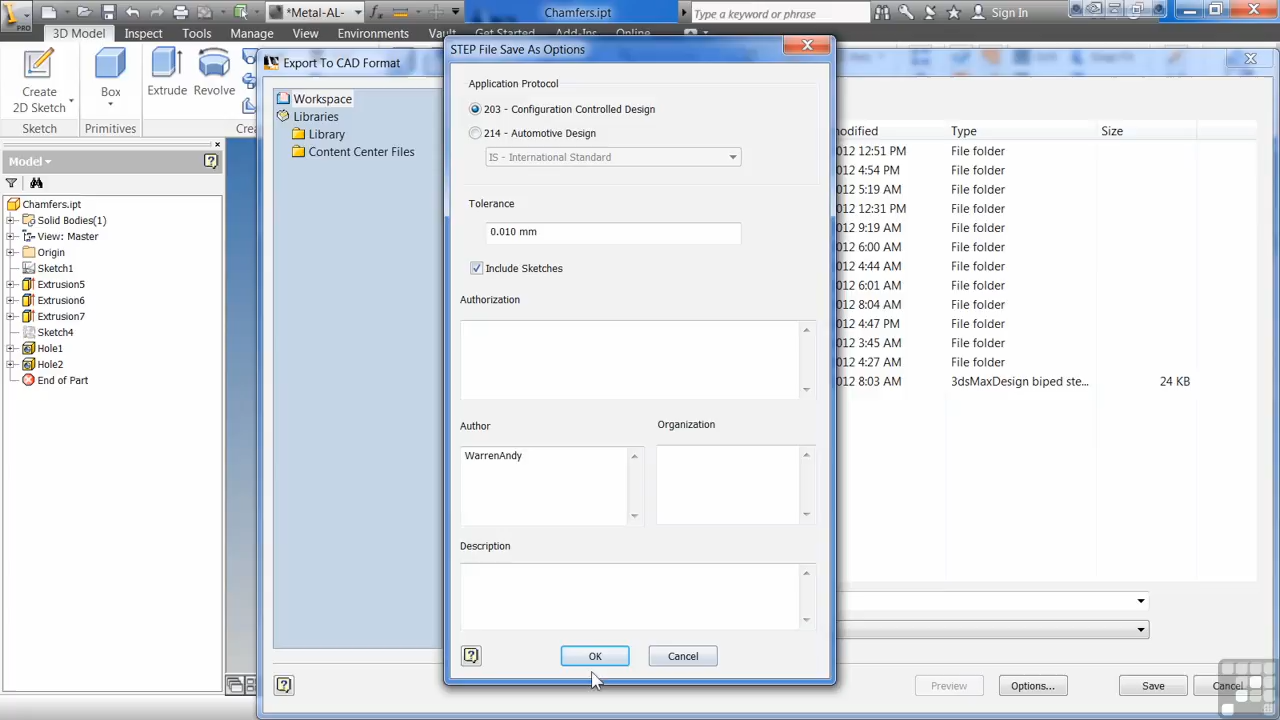 PRO
*Metal-AL-
Chamfers.ipt
Type a keyword or phrase
Sign In
3D Model
Inspect
Tools
Manage
View
Environments
Vault
Get Started
Add-Ins
Online
Create
2D Sketch
Box
Extrude
Revolve
Sketch
Primitives
Model
Chamfers.ipt
Solid Bodies(1)
View: Master
Origin
Sketch1
Extrusion5
Extrusion6
Extrusion7
Sketch4
Hole1
Hole2
End of Part
Export To CAD Format
Workspace
Libraries
Library
Content Center Files
STEP File Save As Options
Application Protocol
203 - Configuration Controlled Design
214 - Automotive Design
IS - International Standard
Tolerance
0.010 mm
Include Sketches
Authorization
Author
Organization
WarrenAndy
Description
OK
Cancel
odified Type Size
012 12:51 PM File folder
012 4:54 PM File folder
012 5:19 AM File folder
012 12:31 PM File folder
012 9:19 AM File folder
012 6:00 AM File folder
012 4:44 AM File folder
012 6:01 AM File folder
012 8:04 AM File folder
012 4:47 PM File folder
012 3:45 AM File folder
012 4:27 AM File folder
012 8:03 AM 3dsMaxDesign biped ste... 24 KB
Preview
Options...
Save
Cancel